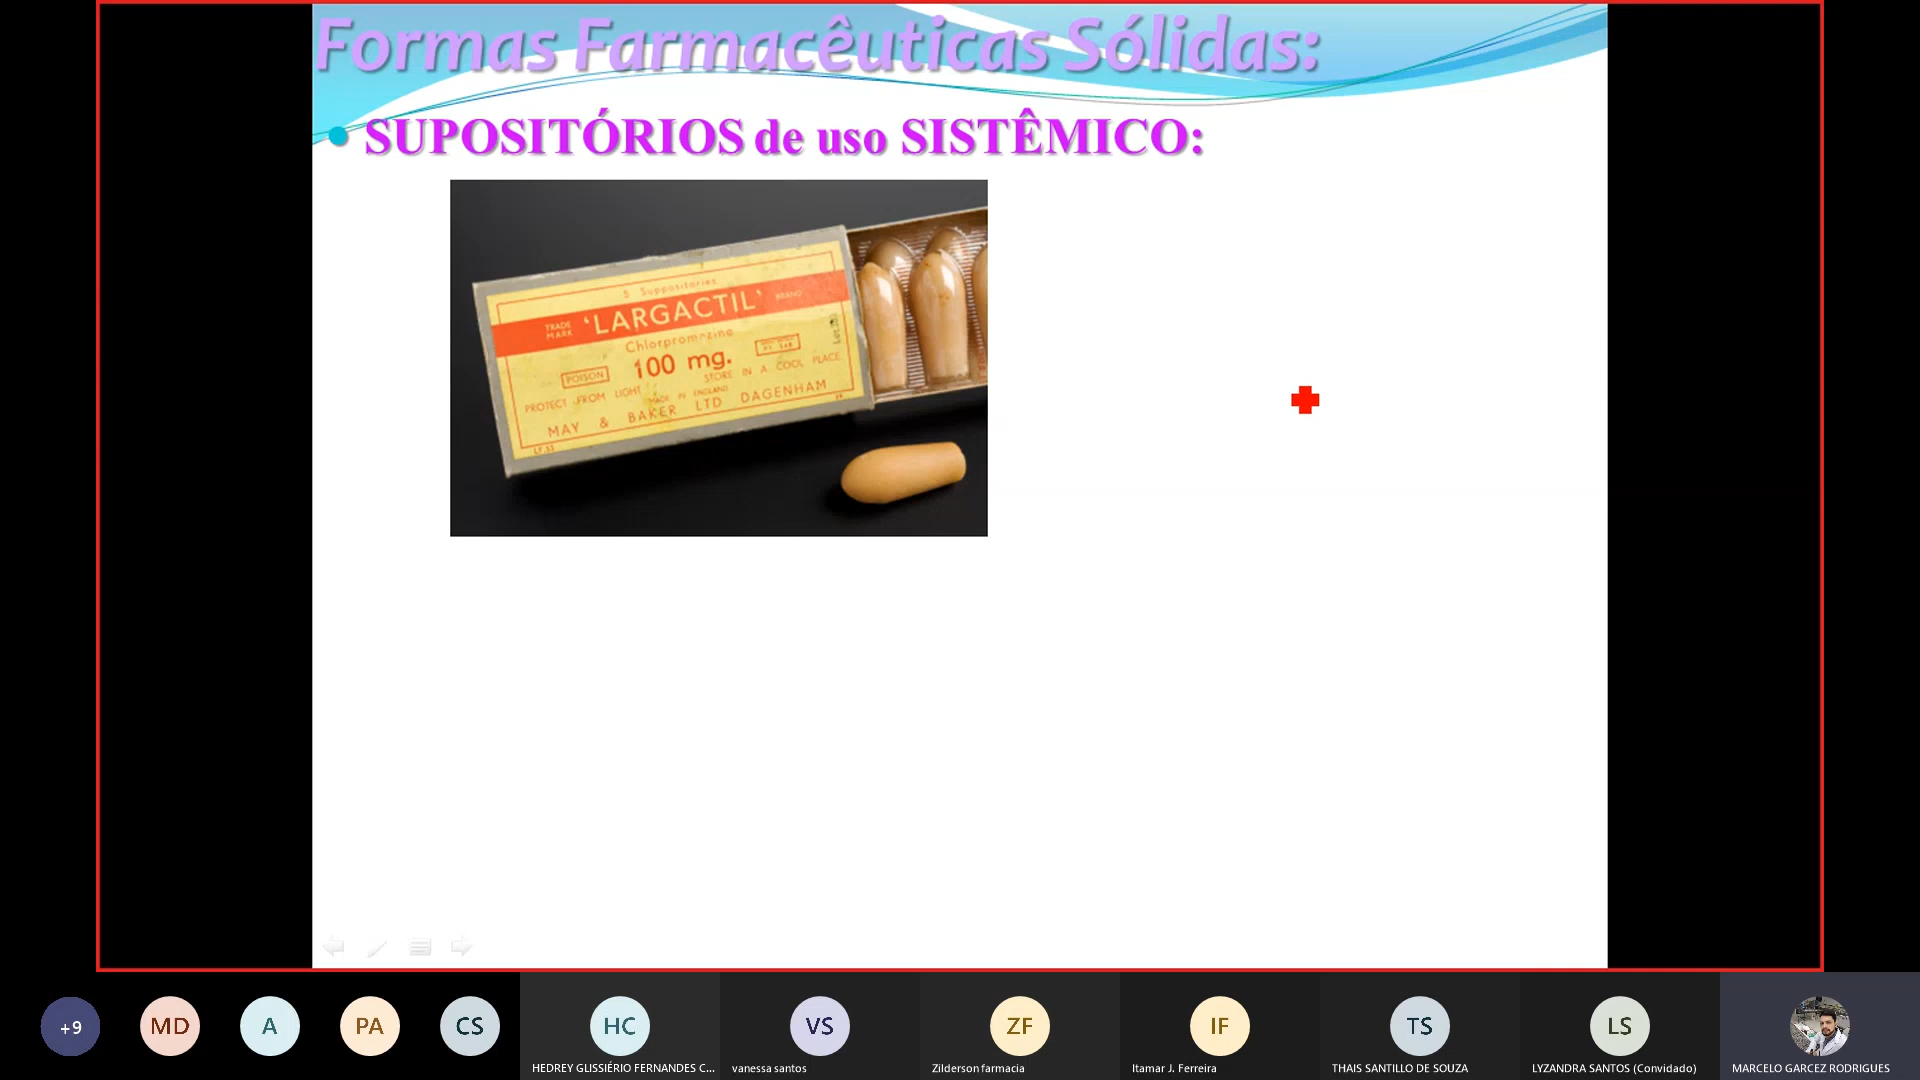 Formas Farmacêuticas Sólidas:
SUPOSITÓRIOS de uso SISTÊMICO:
5 Suppositories
TRADE MARK 'LARGACTIL' BRAND
Chlorpromazine
POISON 100 mg.
PROTECT FROM LIGHT STORE IN A COOL PLACE
MADE IN ENGLAND
MAY & BAKER LTD DAGENHAM
+9
MD
A
PA
CS
HC
VS
ZF
IF
TS
LS
HEDREY GLISSIÉRIO FERNANDES C...
vanessa santos
Zilderson farmacia
Itamar J. Ferreira
THAIS SANTILLO DE SOUZA
LYZANDRA SANTOS (Convidado)
MARCELO GARCEZ RODRIGUES